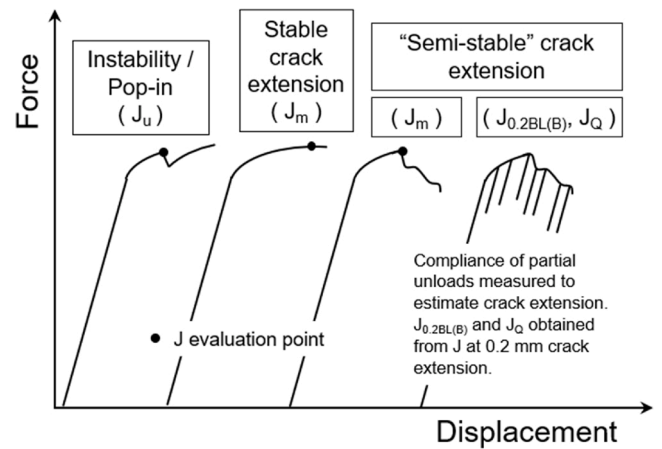 Force
Instability /
Pop-in
( Ju )
Stable
crack
extension
( Jm )
“Semi-stable” crack
extension
( Jm )
( J0.2BL(B), JQ )
Compliance of partial
unloads measured to
estimate crack extension.
J0.2BL(B) and JQ obtained
from J at 0.2 mm crack
extension.
J evaluation point
Displacement